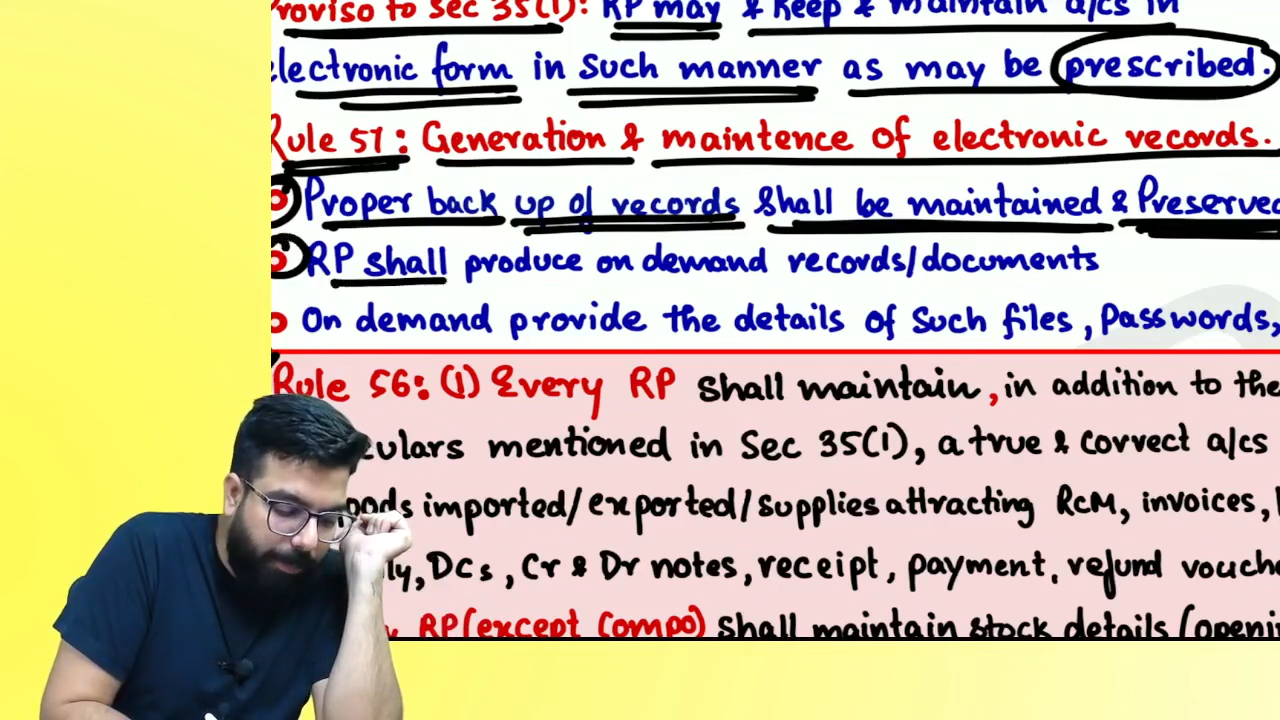 Proviso to Sec 35(1): RP may & Keep & maintain a/cs in
electronic form in such manner as may be prescribed.
Rule 57: Generation & maintence of electronic records.
Proper back up of records Shall be maintained & Preserved
RP shall produce on demand records/documents
On demand provide the details of such files, Passwords,
Rule 56: (1) Every RP shall maintain, in addition to the
culars mentioned in Sec 35(1), a true & correct a/cs
oods imported/exported/supplies attracting RCM, invoices,
ly, DCs, Cr & Dr notes, receipt, payment, refund vouche
RP (except Compo) Shall maintain stock details (openi